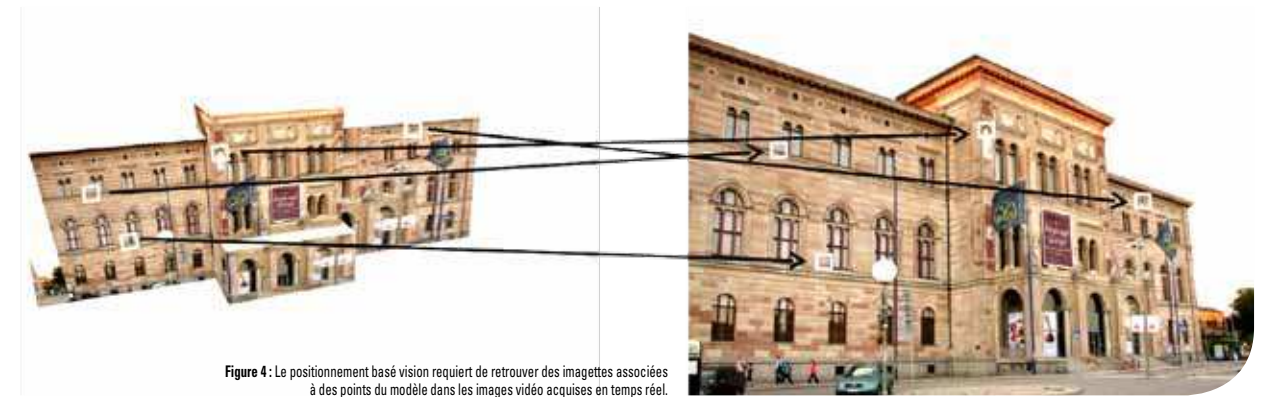 Figure 4 : Le positionnement basé vision requiert de retrouver des imagettes associées
à des points du modèle dans les images vidéo acquises en temps réel.